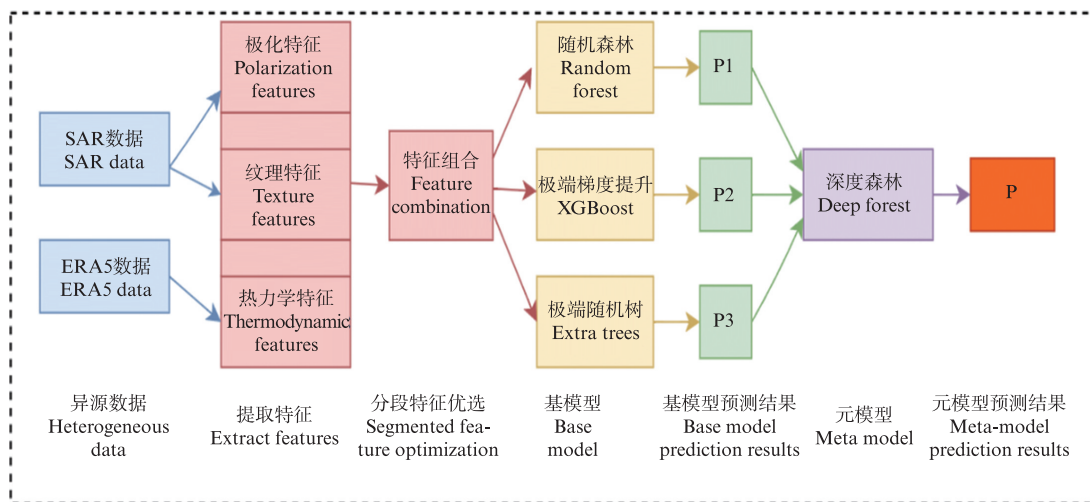 SAR数据
SAR data
ERA5数据
ERA5 data
异源数据
Heterogeneous
data
极化特征
Polarization
features
纹理特征
Texture
features
热力学特征
Thermodynamic
features
提取特征
Extract features
特征组合
Feature
combination
分段特征优选
Segmented fea-
ture optimization
随机森林
Random
forest
极端梯度提升
XGBoost
极端随机树
Extra trees
基模型
Base
model
P1
P2
P3
基模型预测结果
Base model
prediction results
深度森林
Deep forest
元模型
Meta model
P
元模型预测结果
Meta-model
prediction results